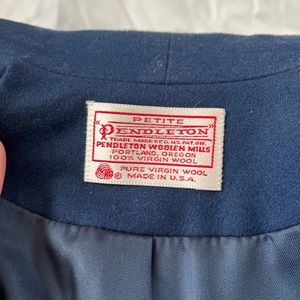 PETITE
"PENDLETON"
TRADE MARK REG. U.S. PAT. OFF.
PENDLETON WOOLEN MILLS
PORTLAND, OREGON
100% VIRGIN WOOL
PURE VIRGIN WOOL
MADE IN U.S.A.